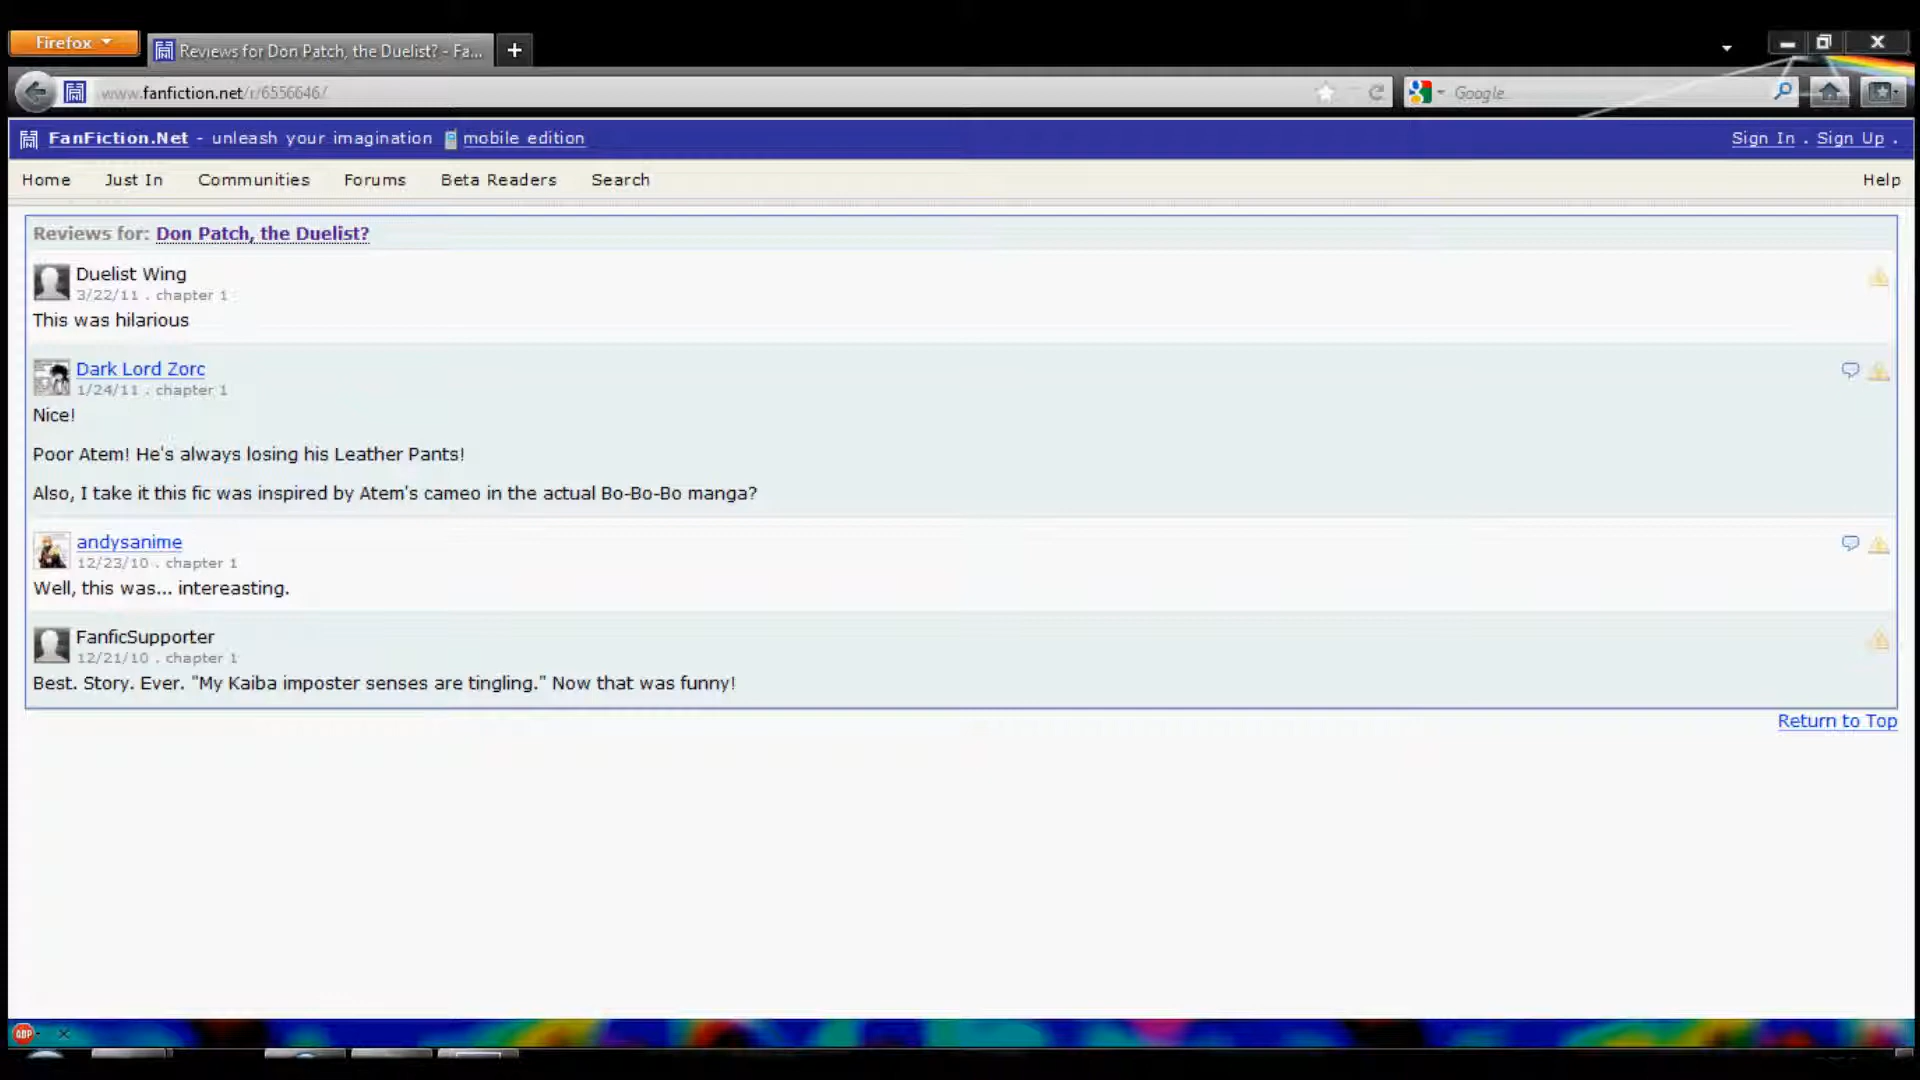 Firefox
Reviews for Don Patch, the Duelist? - Fa...
www.fanfiction.net/r/6556646/
Google
FanFiction.Net - unleash your imagination mobile edition
Sign In . Sign Up .
Home Just In Communities Forums Beta Readers Search
Help
Reviews for: Don Patch, the Duelist?
Duelist Wing
3/22/11 . chapter 1
This was hilarious
Dark Lord Zorc
1/24/11 . chapter 1
Nice!
Poor Atem! He's always losing his Leather Pants!
Also, I take it this fic was inspired by Atem's cameo in the actual Bo-Bo-Bo manga?
andysanime
12/23/10 . chapter 1
Well, this was... intereasting.
FanficSupporter
12/21/10 . chapter 1
Best. Story. Ever. "My Kaiba imposter senses are tingling." Now that was funny!
Return to Top
ABP